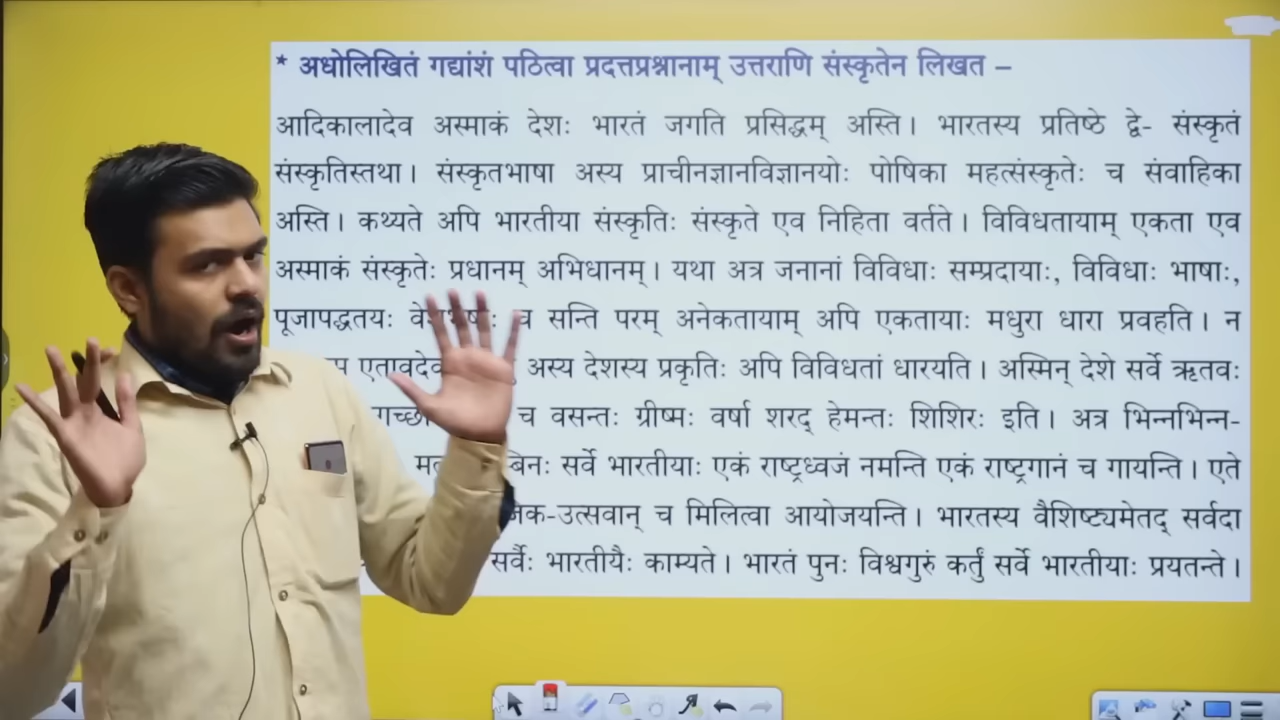 * अधोलिखितं गद्यांशं पठित्वा प्रदत्तप्रश्नानाम् उत्तराणि संस्कृतेन लिखत –
आदिकालादेव अस्माकं देशः भारतं जगति प्रसिद्धम् अस्ति। भारतस्य प्रतिष्ठे द्वे- संस्कृतं
संस्कृतिस्तथा। संस्कृतभाषा अस्य प्राचीनज्ञानविज्ञानयोः पोषिका महत्संस्कृतेः च संवाहिका
अस्ति। कथ्यते अपि भारतीया संस्कृतिः संस्कृते एव निहिता वर्तते। विविधतायाम् एकता एव
अस्माकं संस्कृतेः प्रधानम् अभिधानम्। यथा अत्र जनानां विविधाः सम्प्रदायाः, विविधाः भाषाः,
पूजापद्धतयः च सन्ति परम् अनेकतायाम् अपि एकतायाः मधुरा धारा प्रवहति। न
अस्य देशस्य प्रकृतिः अपि विविधतां धारयति। अस्मिन् देशे सर्वे ऋतवः
च वसन्तः ग्रीष्मः वर्षा शरद् हेमन्तः शिशिरः इति। अत्र भिन्नभिन्न-
सर्वे भारतीयाः एकं राष्ट्रध्वजं नमन्ति एकं राष्ट्रगानं च गायन्ति। एते
उत्सवान् च मिलित्वा आयोजयन्ति। भारतस्य वैशिष्ट्यमेतद् सर्वदा
सर्वैः भारतीयैः काम्यते। भारतं पुनः विश्वगुरुं कर्तुं सर्वे भारतीयाः प्रयतन्ते।